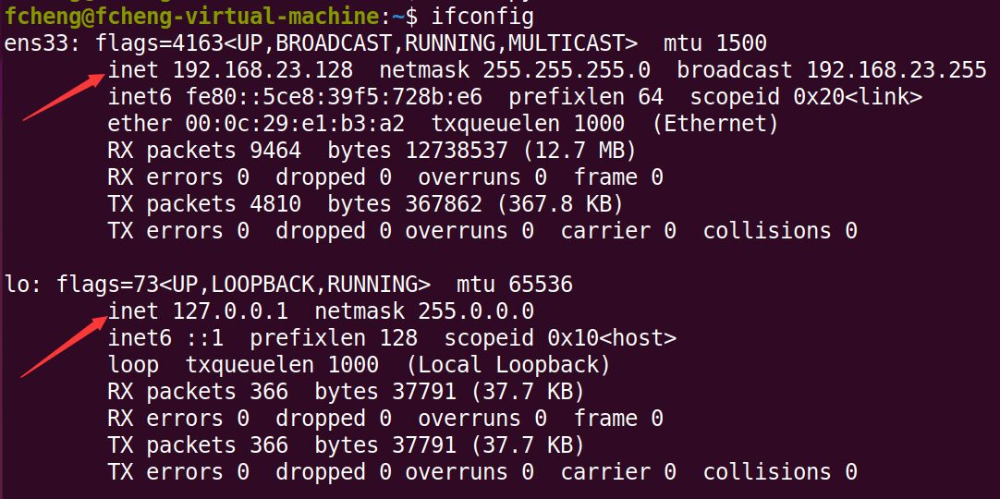 fcheng@fcheng-virtual-machine:~$ ifconfig
ens33: flags=4163<UP,BROADCAST,RUNNING,MULTICAST>  mtu 1500
        inet 192.168.23.128  netmask 255.255.255.0  broadcast 192.168.23.255
        inet6 fe80::5ce8:39f5:728b:e6  prefixlen 64  scopeid 0x20<link>
        ether 00:0c:29:e1:b3:a2  txqueuelen 1000  (Ethernet)
        RX packets 9464  bytes 12738537 (12.7 MB)
        RX errors 0  dropped 0  overruns 0  frame 0
        TX packets 4810  bytes 367862 (367.8 KB)
        TX errors 0  dropped 0 overruns 0  carrier 0  collisions 0
lo: flags=73<UP,LOOPBACK,RUNNING>  mtu 65536
        inet 127.0.0.1  netmask 255.0.0.0
        inet6 ::1  prefixlen 128  scopeid 0x10<host>
        loop  txqueuelen 1000  (Local Loopback)
        RX packets 366  bytes 37791 (37.7 KB)
        RX errors 0  dropped 0  overruns 0  frame 0
        TX packets 366  bytes 37791 (37.7 KB)
        TX errors 0  dropped 0 overruns 0  carrier 0  collisions 0